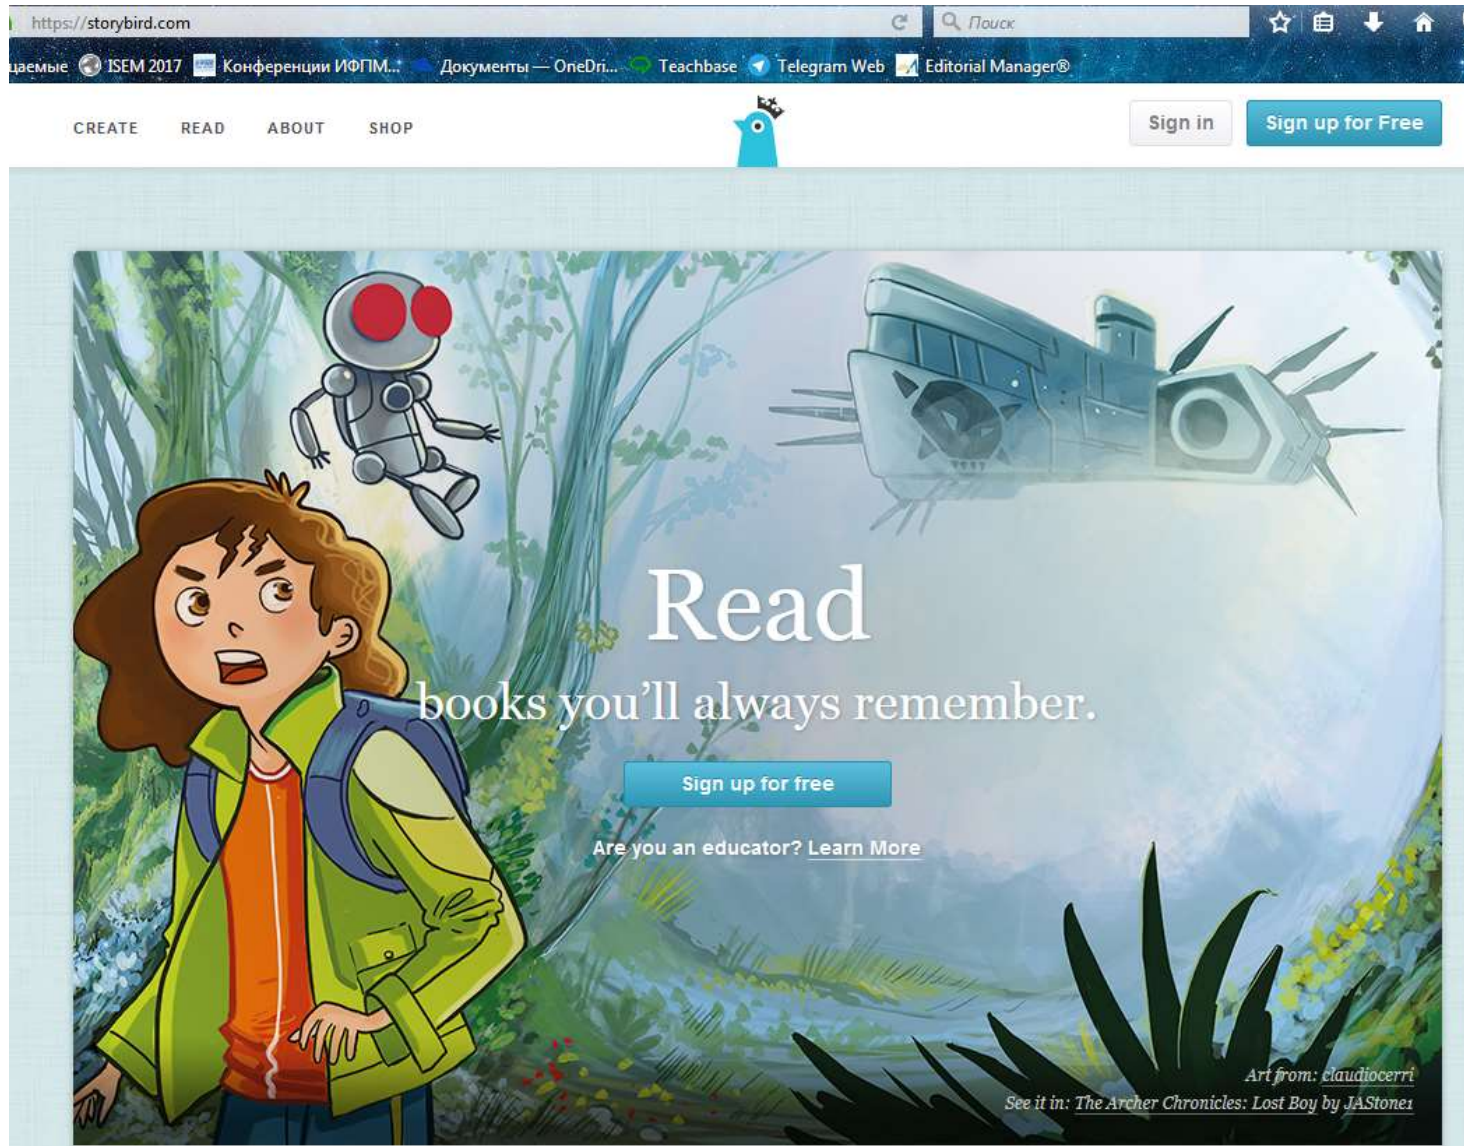 https://storybird.com
Поиск
цаемые ISEM 2017 Конференции ИФПМ... Документы — OneDri... Teachbase Telegram Web Editorial Manager®
CREATE READ ABOUT SHOP Sign in Sign up for Free
Read
books you'll always remember.
Sign up for free
Are you an educator? Learn More
Art from: claudiocerri
See it in: The Archer Chronicles: Lost Boy by JAStone1